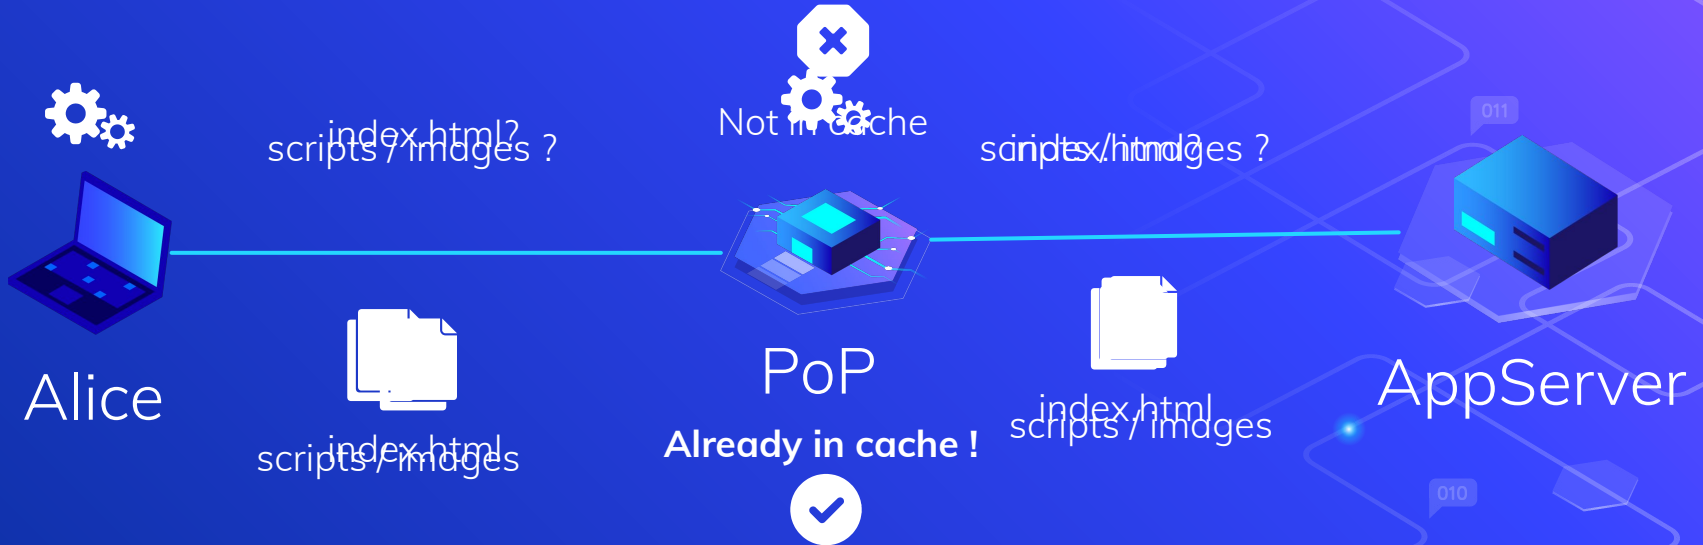 index.html?
scripts / images ?
Not in cache
index.html?
scripts / images ?
011
Alice
PoP
AppServer
Already in cache !
index.html
scripts / images
index.html
scripts / images
010